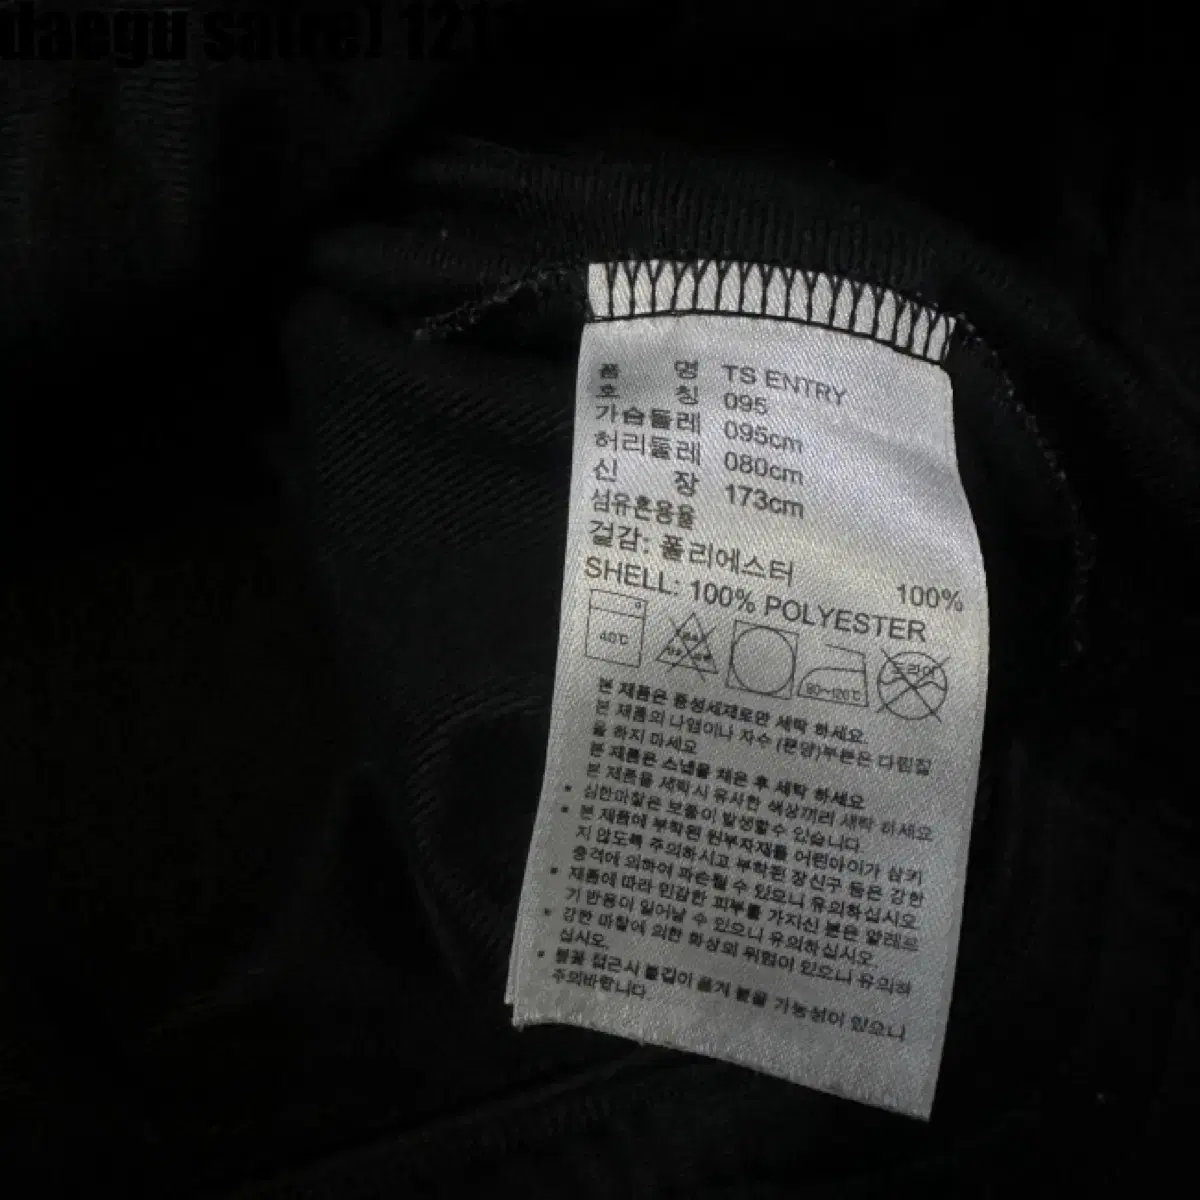 daegu sa(re) 121
품 명 TS ENTRY
호 칭 095
가슴둘레 095cm
허리둘레 080cm
신 장 173cm
섬유혼용율
겉감: 폴리에스터 100%
SHELL: 100% POLYESTER
40℃ 80~120℃ 드라이
본 제품은 중성세제로만 세탁 하세요.
본 제품의 나염이나 자수 (문양)부분은 다림질
을 하지 마세요
본 제품은 스냅을 채운 후 세탁 하세요
본 제품을 세탁시 유사한 색상끼리 세탁 하세요
• 심한마찰은 보풀이 발생할수 있습니다.
• 본 제품에 부착된 원부자재를 어린아이가 삼키
지 않도록 주의하시고 부착된 장신구 등은 강한
충격에 의하여 파손될 수 있으니 유의하십시오.
• 제품에 따라 민감한 피부를 가지신 분은 알레르
기 반응이 일어날 수 있으니 유의하십시오.
• 강한 마찰에 의한 화상의 위험이 있으니 유의하
십시오.
• 불꽃 접근시 불길이 쉽게 붙을 가능성이 있으니
주의바랍니다.